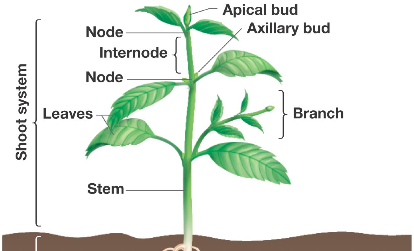 Apical bud
Node
Axillary bud
Internode
Node
Leaves
Branch
Shoot system
Stem